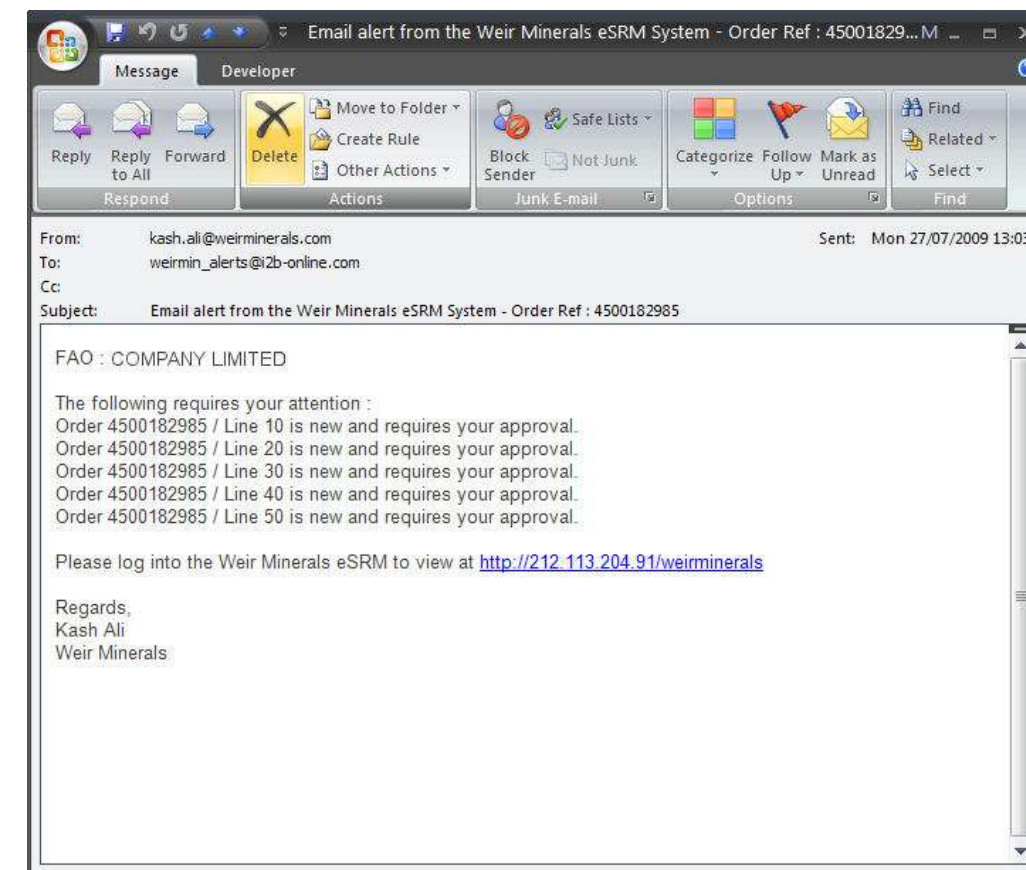 Email alert from the Weir Minerals eSRM System - Order Ref : 45001829... M
Message Developer
Reply
Reply to All
Forward
Delete
Move to Folder
Create Rule
Other Actions
Block Sender
Safe Lists
Not Junk
Categorize
Follow Up
Mark as Unread
Find
Related
Select
Respond
Actions
Junk E-mail
Options
Find
From: kash.ali@weirminerals.com Sent: Mon 27/07/2009 13:03
To: weirmin_alerts@i2b-online.com
Cc:
Subject: Email alert from the Weir Minerals eSRM System - Order Ref : 4500182985
FAO : COMPANY LIMITED
The following requires your attention :
Order 4500182985 / Line 10 is new and requires your approval.
Order 4500182985 / Line 20 is new and requires your approval.
Order 4500182985 / Line 30 is new and requires your approval.
Order 4500182985 / Line 40 is new and requires your approval.
Order 4500182985 / Line 50 is new and requires your approval.
Please log into the Weir Minerals eSRM to view at http://212.113.204.91/weirminerals
Regards,
Kash Ali
Weir Minerals